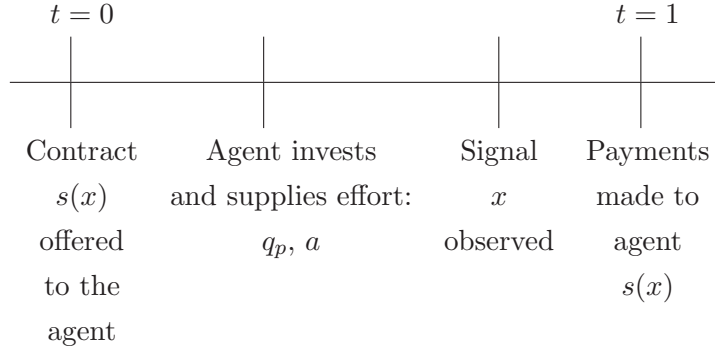 t = 0
t = 1
Contract
s(x)
offered
to the
agent
Agent invests
and supplies effort:
q_p, a
Signal
x
observed
Payments
made to
agent
s(x)